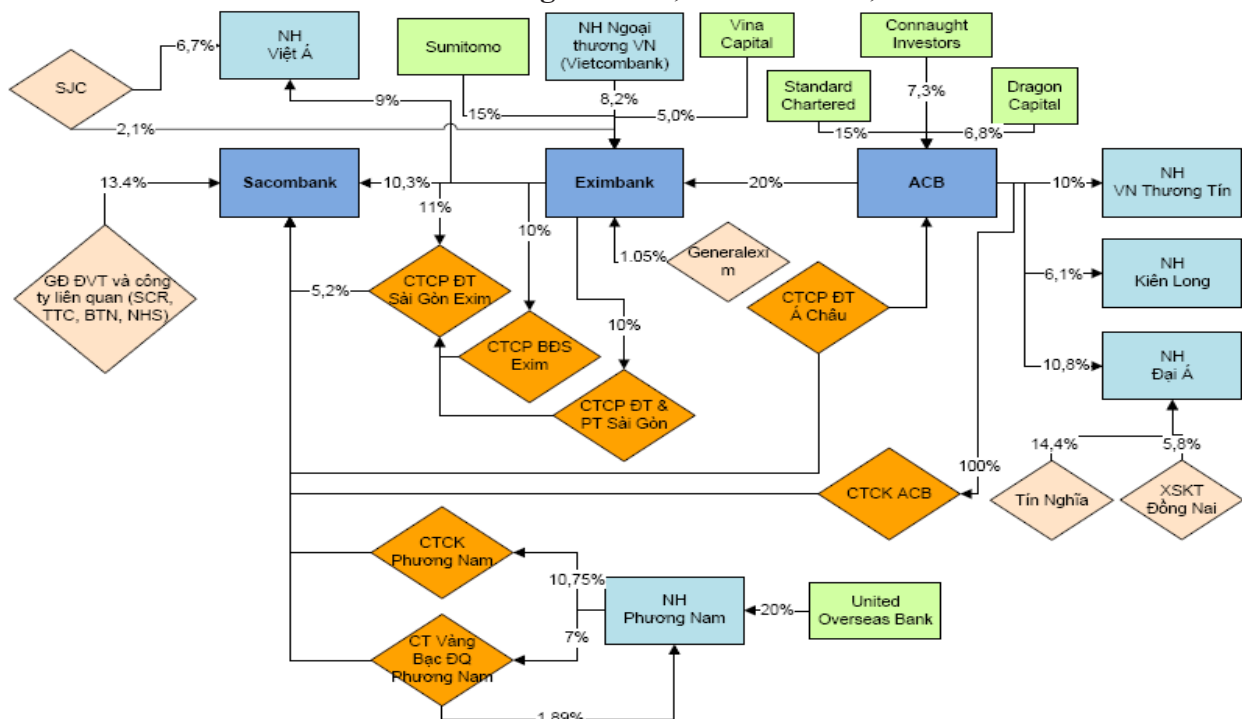 NH
Việt Á
6,7%
SJC
Sumitomo
NH Ngoại
thương VN
(Vietcombank)
Vina
Capital
Connaught
Investors
Standard
Chartered
Dragon
Capital
9%
15%
8,2%
5,0%
7,3%
15%
6,8%
2,1%
13.4%
Sacombank
10,3%
Eximbank
20%
ACB
10%
NH
VN Thương Tín
11%
10%
1.05%
Generalexi
m
GĐ ĐVT và công
ty liên quan (SCR,
TTC, BTN, NHS)
5,2%
CTCP ĐT
Sài Gòn Exim
CTCP ĐT
Á Châu
6,1%
NH
Kiên Long
CTCP BĐS
Exim
10%
10,8%
NH
Đại Á
CTCP ĐT &
PT Sài Gòn
14,4%
5,8%
100%
CTCK ACB
Tín Nghĩa
XSKT
Đồng Nai
CTCK
Phương Nam
10,75%
NH
Phương Nam
20%
United
Overseas Bank
7%
CT Vàng
Bạc ĐQ
Phương Nam
1,89%